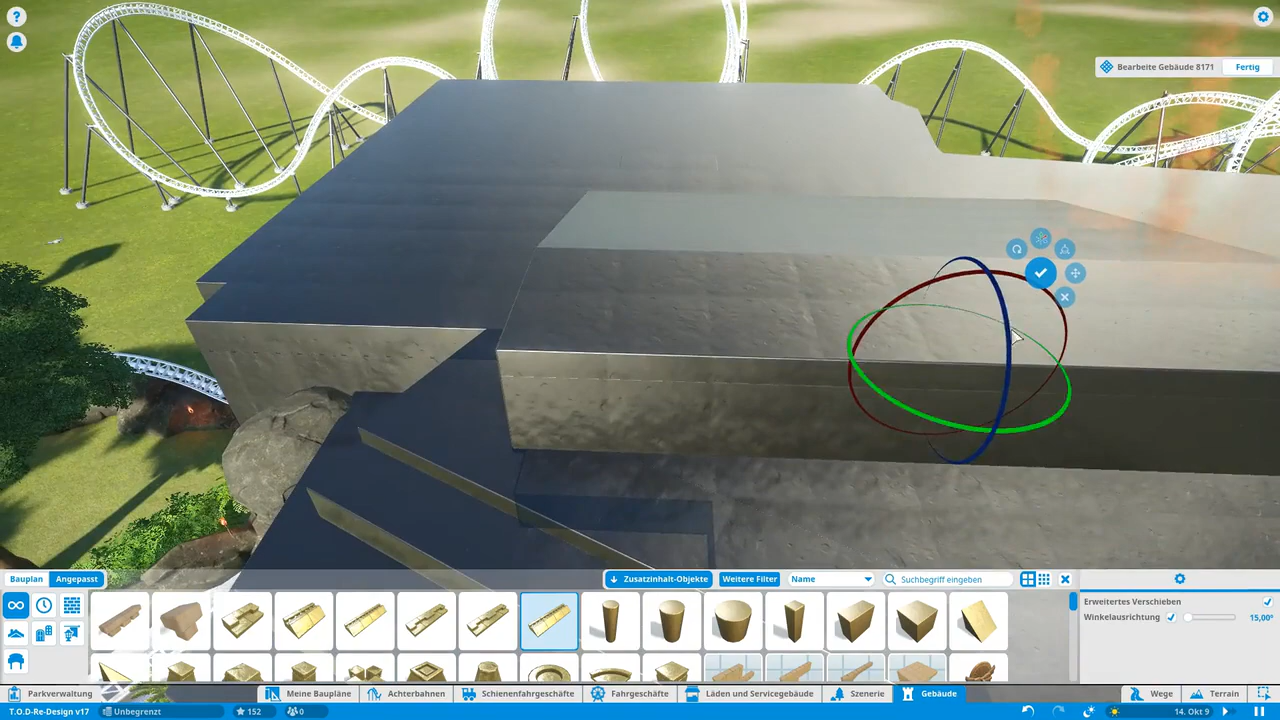 ?
Bearbeite Gebäude 8171
Fertig
Bauplan
Angepasst
Zusatzinhalt-Objekte
Weitere Filter
Name
Suchbegriff eingeben
Erweitertes Verschieben
Winkelausrichtung
15,00°
Parkverwaltung
Meine Baupläne
Achterbahnen
Schienenfahrgeschäfte
Fahrgeschäfte
Läden und Servicegebäude
Szenerie
Gebäude
Wege
Terrain
T.O.D-Re-Design v17
Unbegrenzt
152
0
14. Okt 9